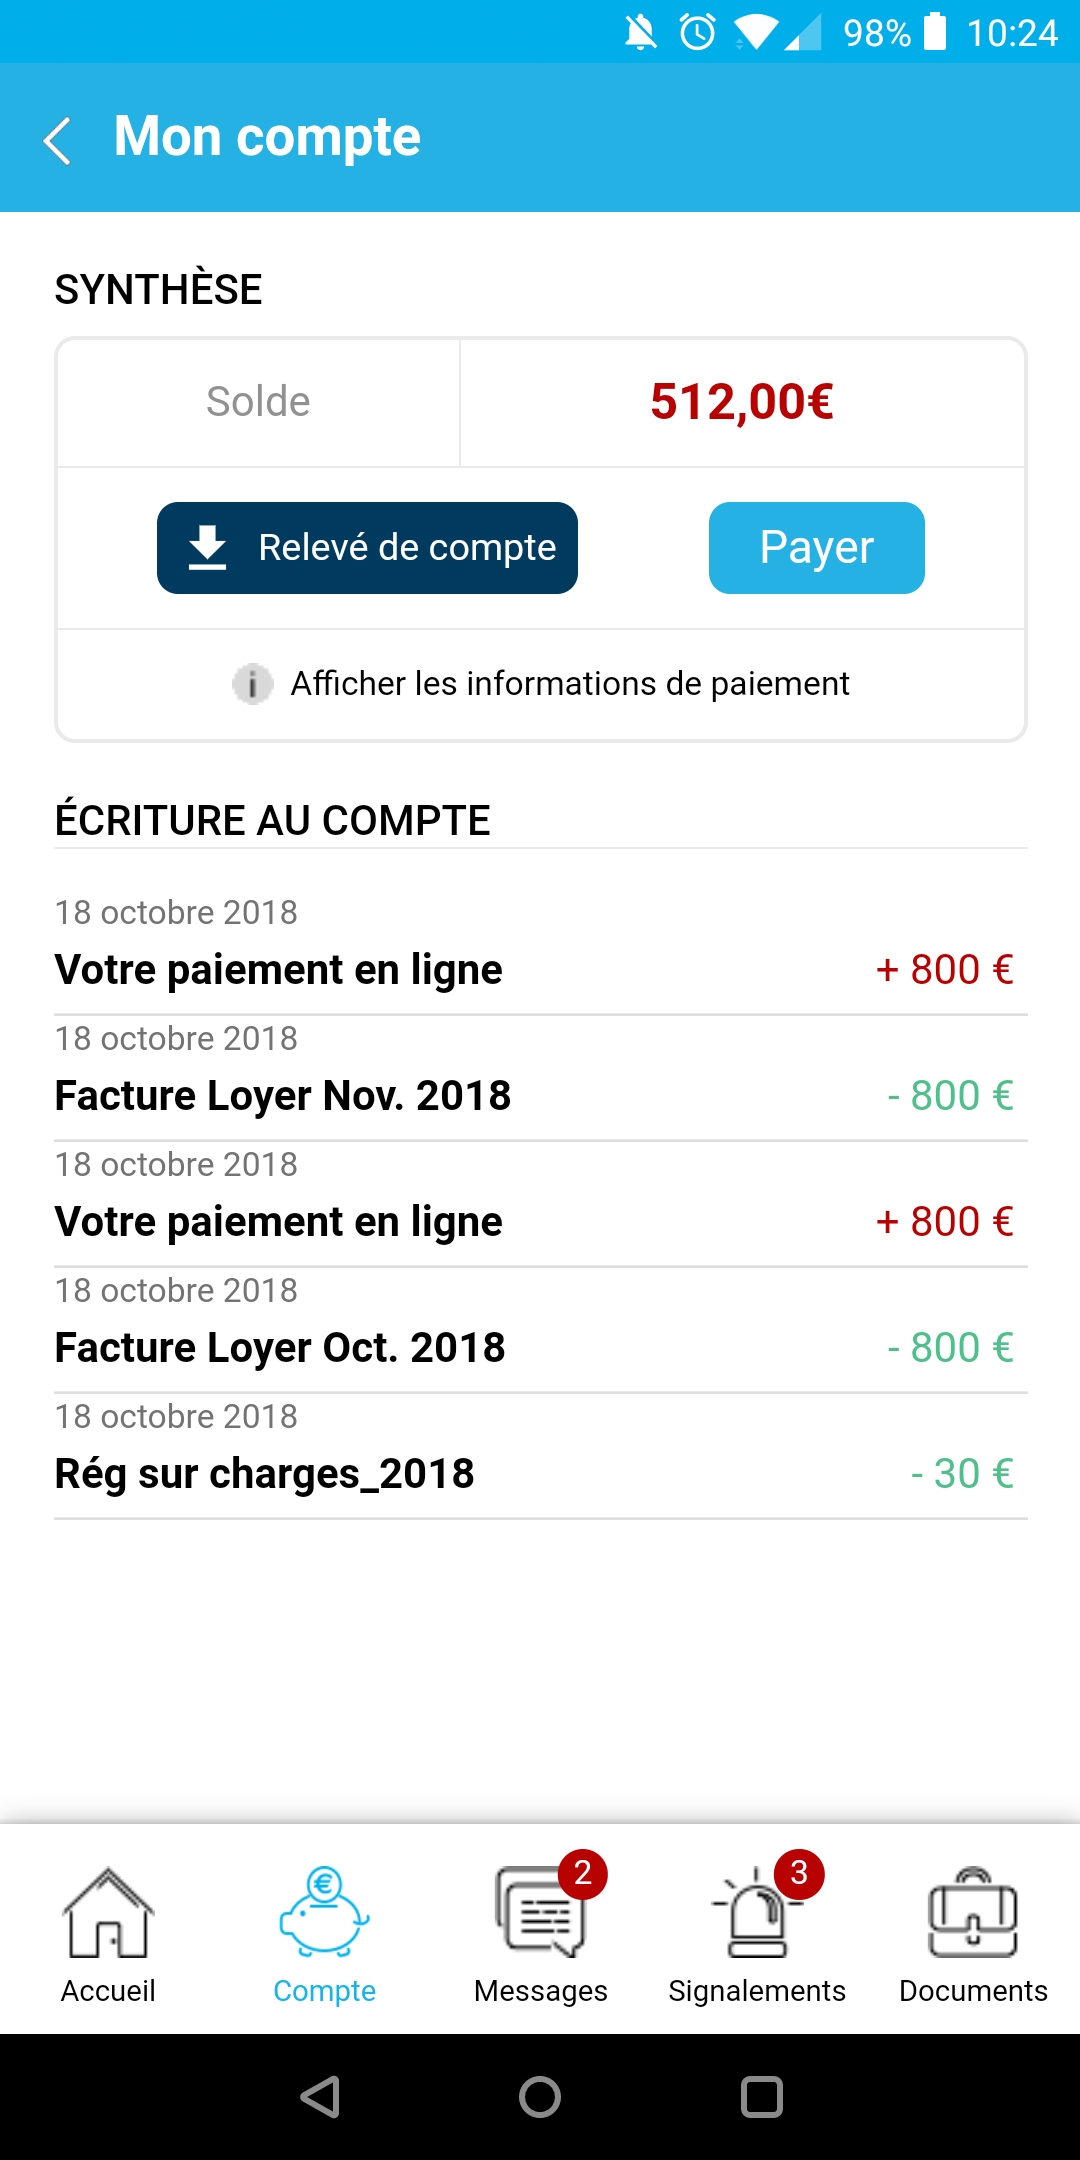 98% 10:24
Mon compte
SYNTHÈSE
Solde 512,00€
Relevé de compte Payer
i Afficher les informations de paiement
ÉCRITURE AU COMPTE
18 octobre 2018
Votre paiement en ligne + 800 €
18 octobre 2018
Facture Loyer Nov. 2018 - 800 €
18 octobre 2018
Votre paiement en ligne + 800 €
18 octobre 2018
Facture Loyer Oct. 2018 - 800 €
18 octobre 2018
Rég sur charges_2018 - 30 €
€ 2 3
Accueil Compte Messages Signalements Documents